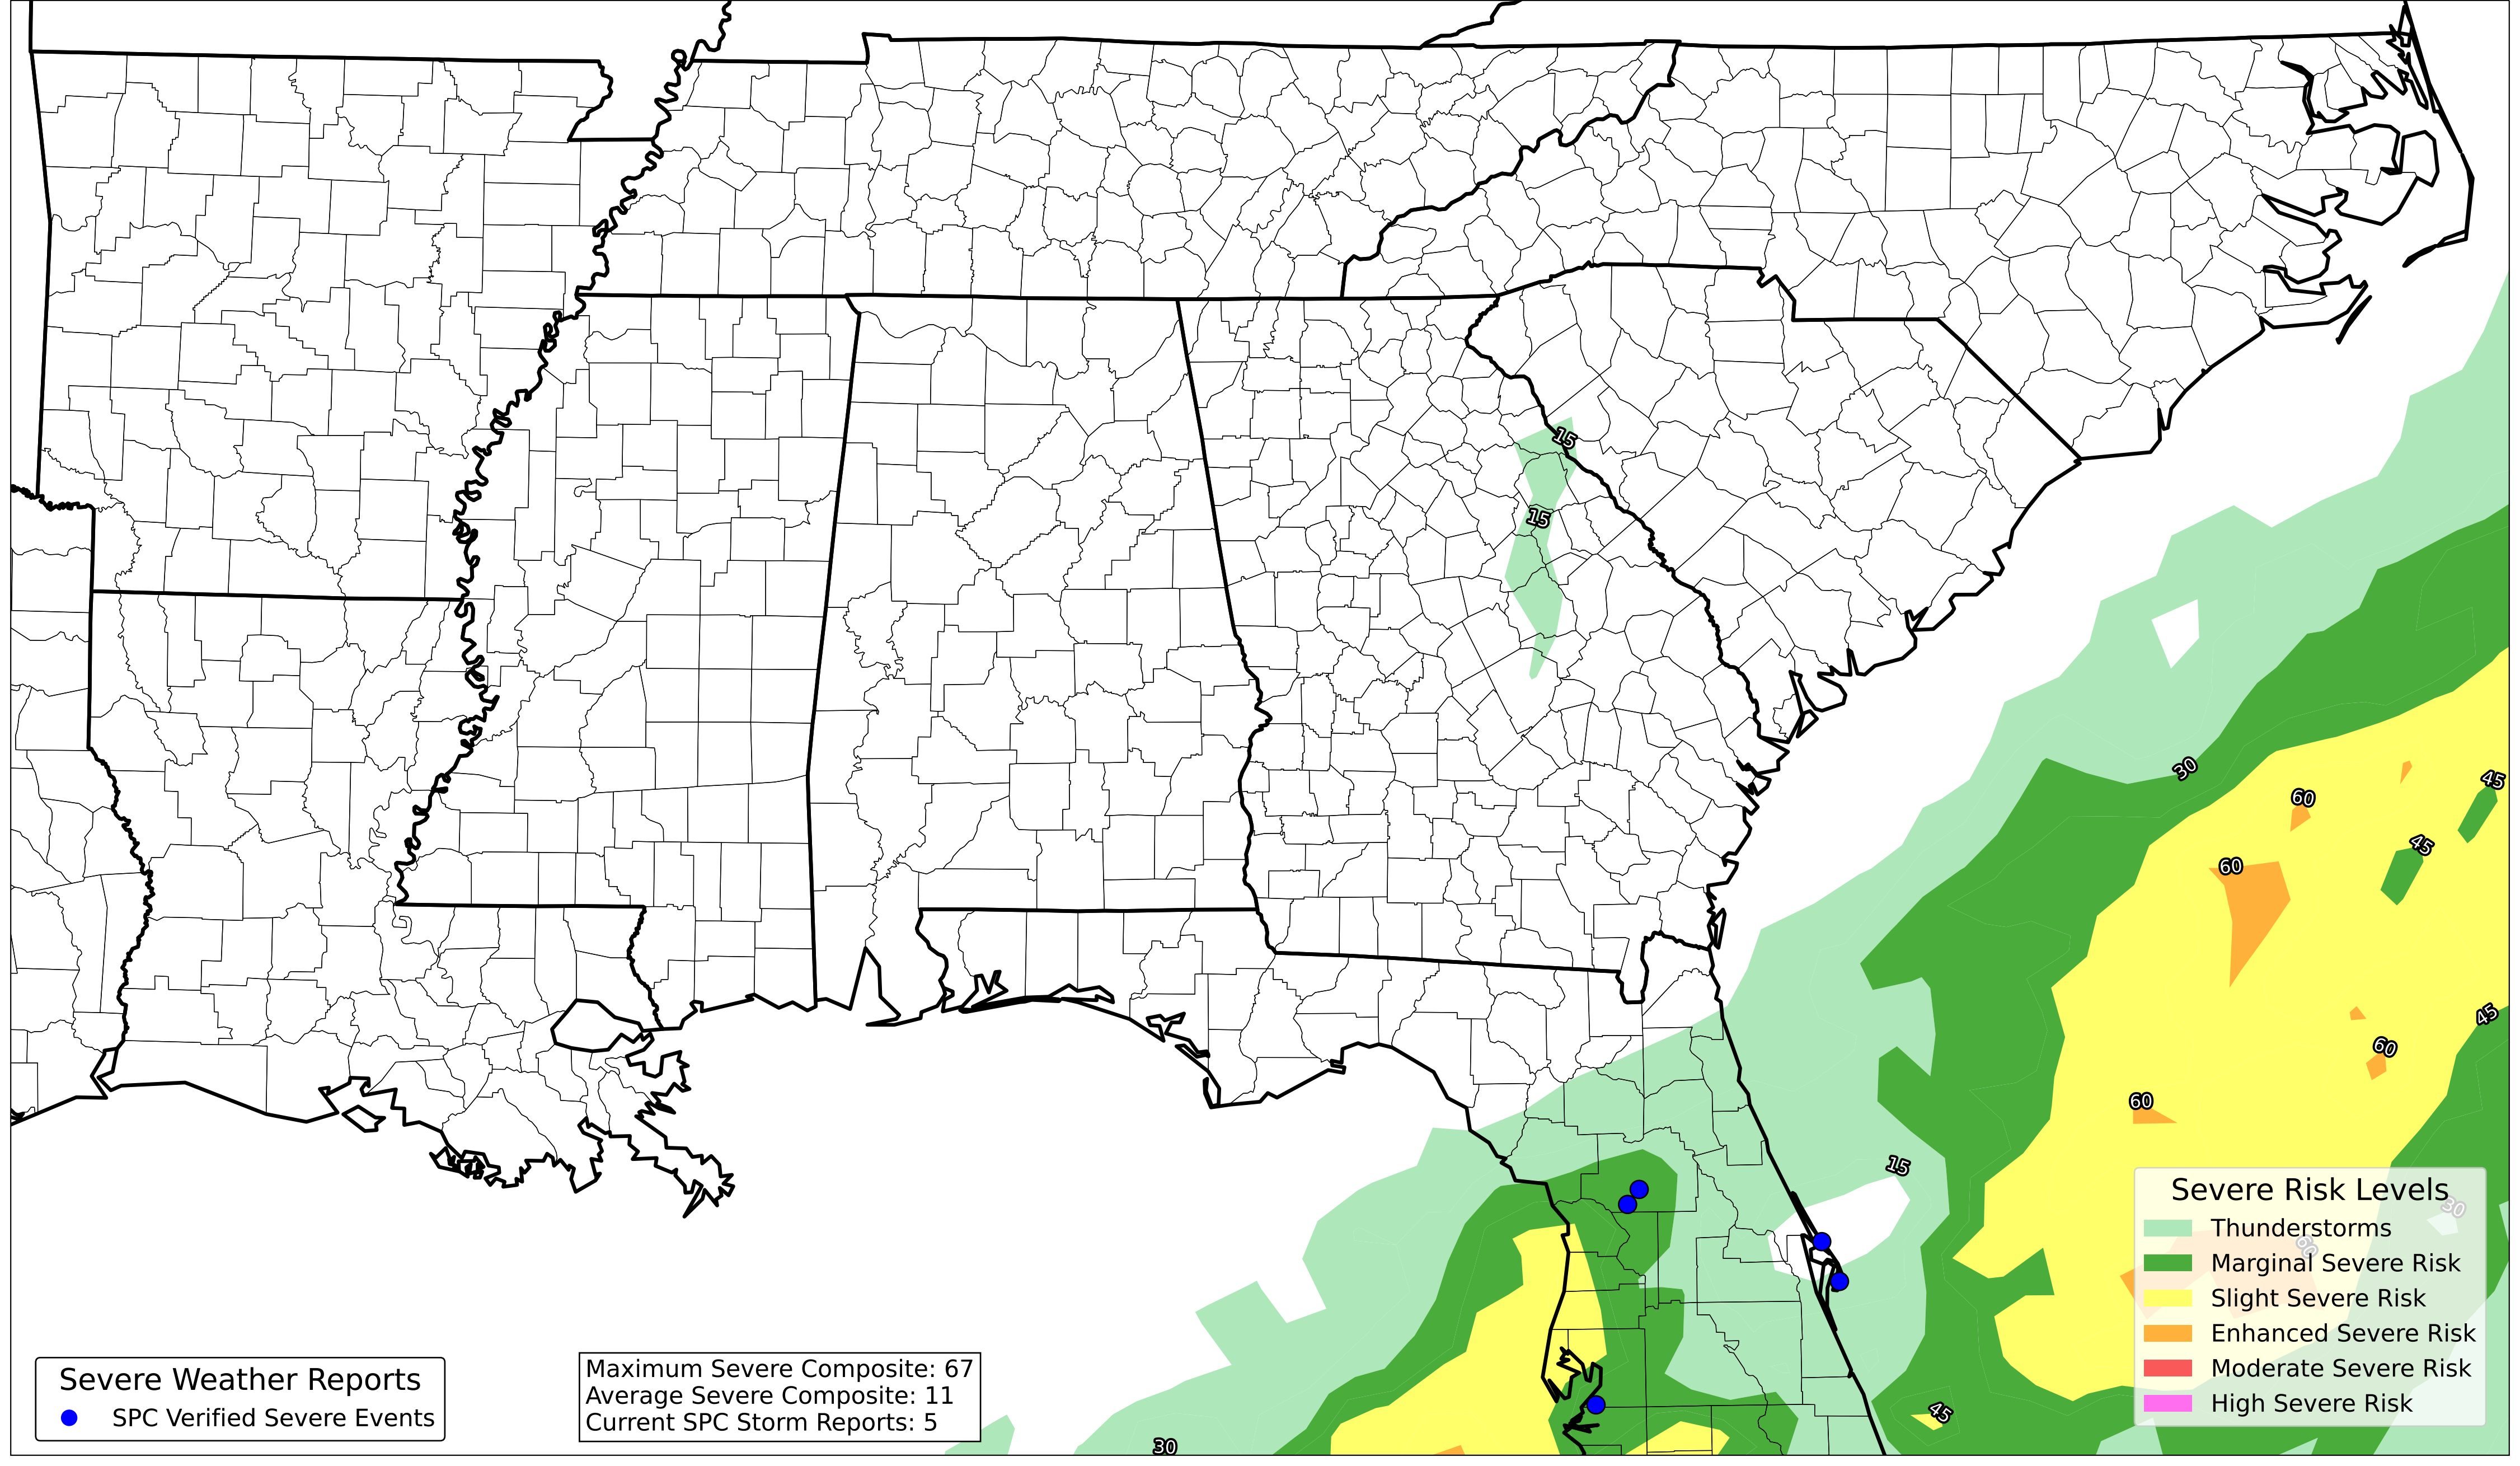 15
15
30
45
60
45
60
45
60
60
15
30
60
45
30
Severe Risk Levels
Thunderstorms
Marginal Severe Risk
Slight Severe Risk
Enhanced Severe Risk
Moderate Severe Risk
High Severe Risk
Severe Weather Reports
SPC Verified Severe Events
Maximum Severe Composite: 67
Average Severe Composite: 11
Current SPC Storm Reports: 5